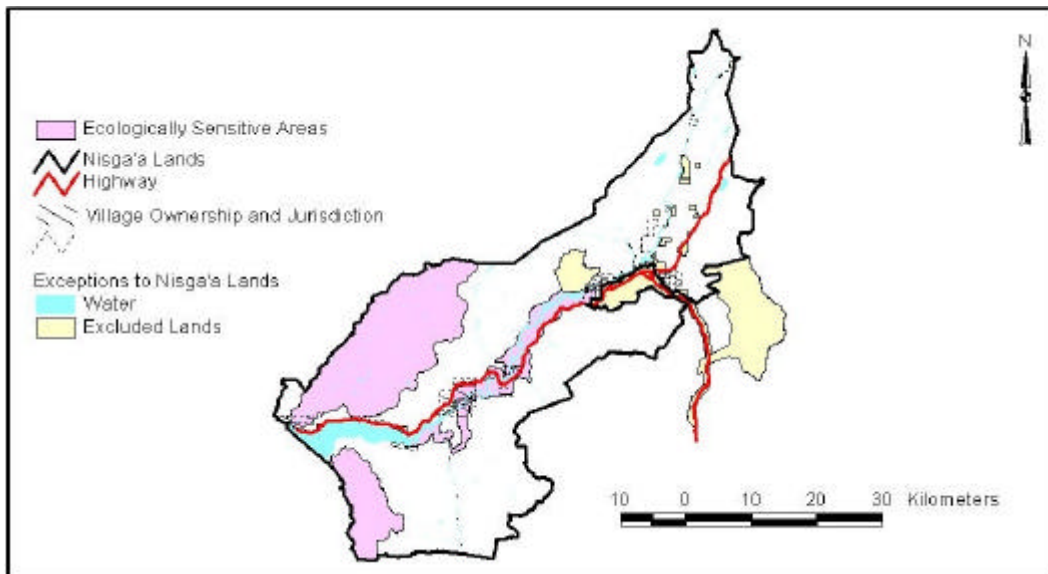 N
Ecologically Sensitive Areas
Nisga'a Lands
Highway
Village Ownership and Jurisdiction
Exceptions to Nisga'a Lands
Water
Excluded Lands
10 0 10 20 30 Kilometers